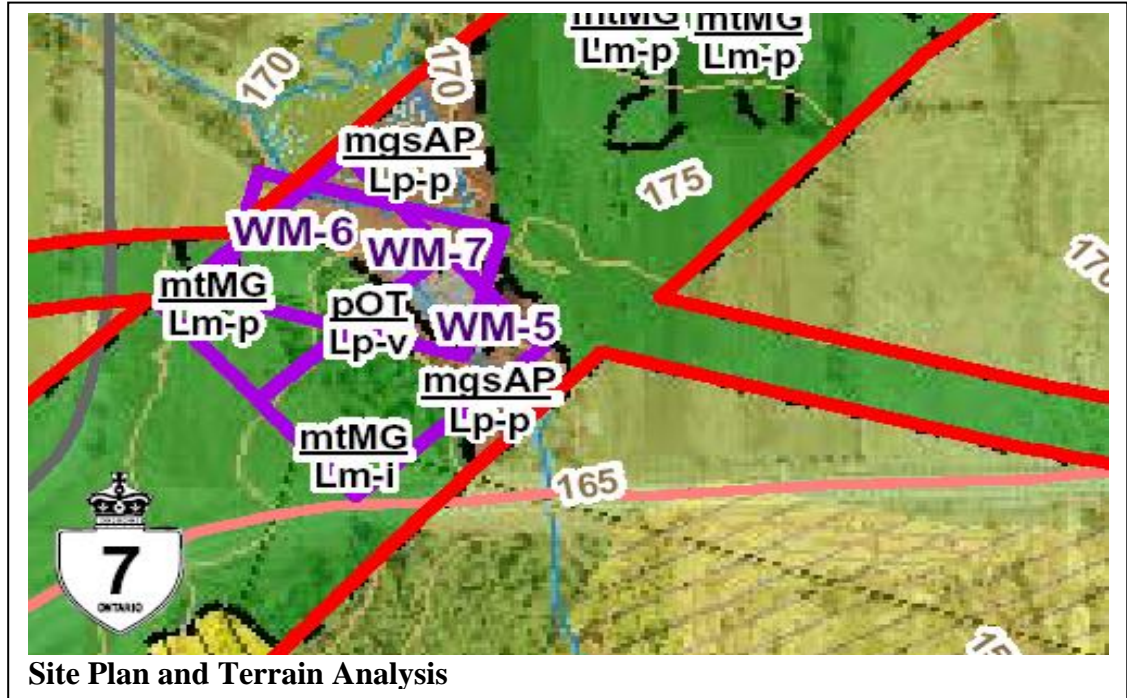 mtMG mtMG
Lm-p Lm-p
170
170
mgsAP
Lp-p
175
WM-6
WM-7
170
mtMG
Lm-p
pOT
Lp-v
WM-5
mgsAP
Lp-p
mtMG
Lm-i
165
7
ONTARIO
Site Plan and Terrain Analysis